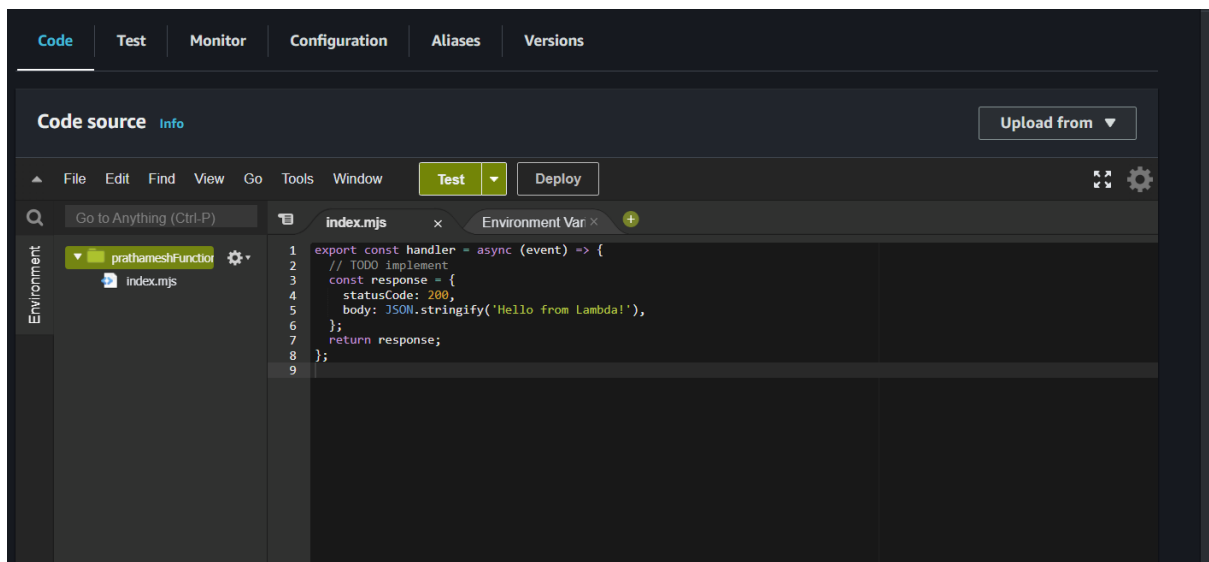 Code Test Monitor Configuration Aliases Versions
Code source Info
Upload from
File Edit Find View Go Tools Window Test Deploy
Go to Anything (Ctrl-P)
index.mjs × Environment Vari ×
Environment
prathameshFunction
index.mjs
1 export const handler = async (event) => {
2 // TODO implement
3 const response = {
4 statusCode: 200,
5 body: JSON.stringify('Hello from Lambda!'),
6 };
7 return response;
8 };
9